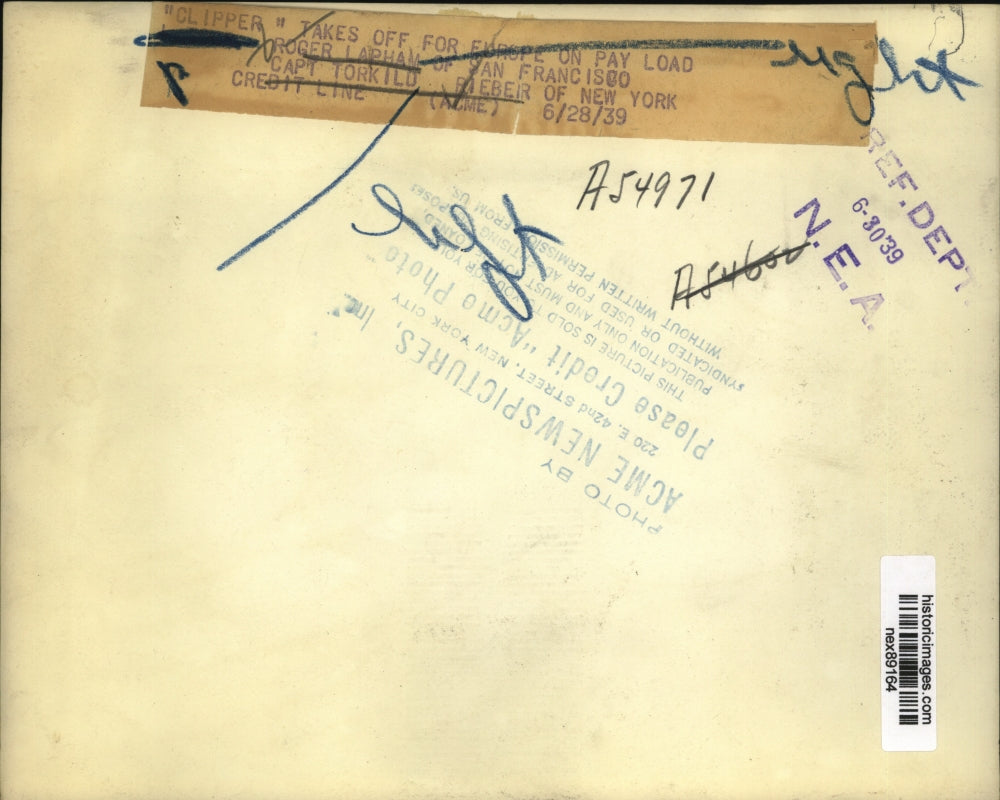 "CLIPPER " TAKES OFF FOR EUROPE ON PAY LOAD
ROGER LAPHAM OF SAN FRANCISCO
CAPT TORKILD RIEBER OF NEW YORK
CREDIT LINE (ACME) 6/28/39
right
A54971
A54600
REF. DEPT.
6-30 39
N. E. A.
left
PHOTO BY
ACME NEWSPICTURES, Inc.
220 E. 42nd STREET, NEW YORK CITY
Please Credit "Acme Photo"
THIS PICTURE IS SOLD TO YOU FOR YOUR
PUBLICATION ONLY AND MUST
SYNDICATED OR USED FOR ADVERTISING PURPOSES
WITHOUT WRITTEN PERMISSION FROM US.
historicimages.com
nex89164